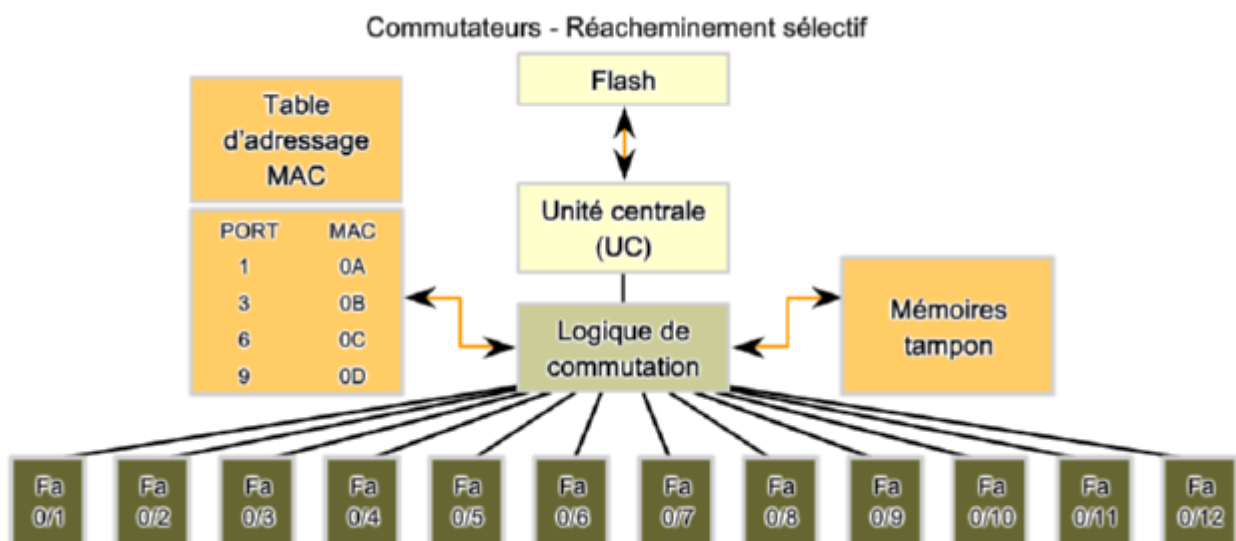 Commutateurs - Réacheminement sélectif
Flash
Table
d'adressage
MAC
Unité centrale
(UC)
PORT MAC
1 0A
3 0B
6 0C
9 0D
Logique de
commutation
Mémoires
tampon
Fa
0/1
Fa
0/2
Fa
0/3
Fa
0/4
Fa
0/5
Fa
0/6
Fa
0/7
Fa
0/8
Fa
0/9
Fa
0/10
Fa
0/11
Fa
0/12